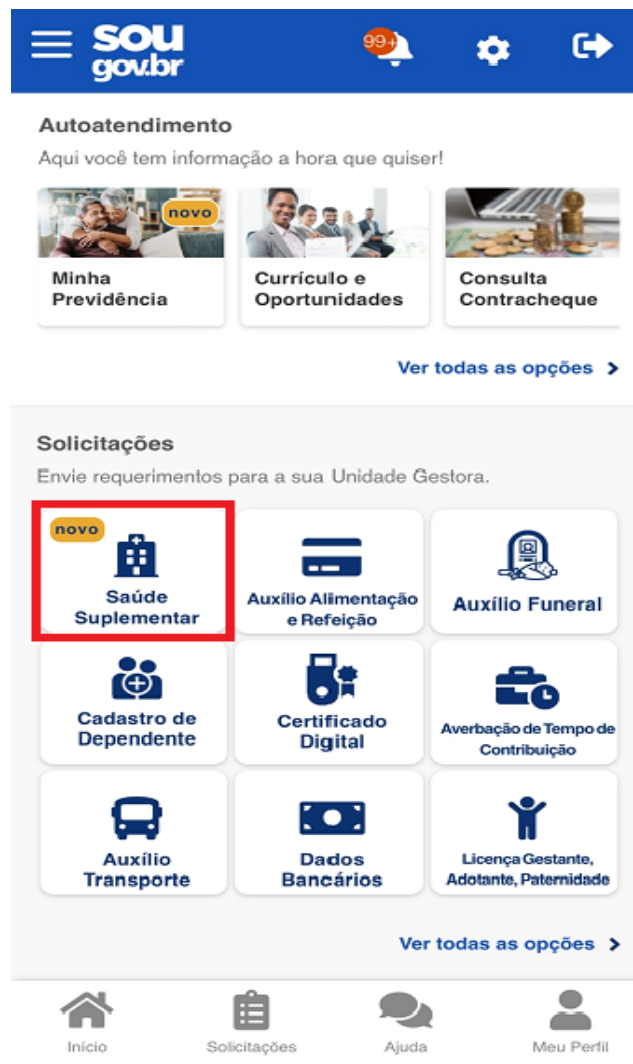 sou
gov.br
99+
Autoatendimento
Aqui você tem informação a hora que quiser!
novo
Minha
Previdência
Currículo e
Oportunidades
Consulta
Contracheque
Ver todas as opções
Solicitações
Envie requerimentos para a sua Unidade Gestora.
novo
Saúde
Suplementar
Auxílio Alimentação
e Refeição
Auxílio Funeral
Cadastro de
Dependente
Certificado
Digital
Averbação de Tempo de
Contribuição
Auxílio
Transporte
Dados
Bancários
Licença Gestante,
Adotante, Paternidade
Ver todas as opções
Início
Solicitações
Ajuda
Meu Perfil